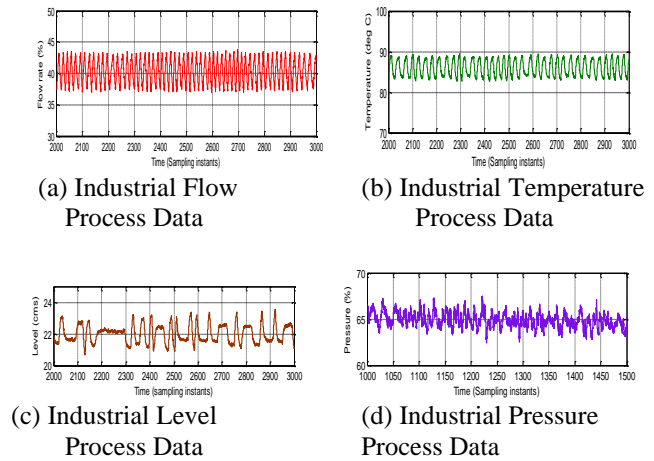 50
45
40
35
30
Flow rate (%)
2000 2100 2200 2300 2400 2500 2600 2700 2800 2900 3000
Time (Sampling instants)
(a) Industrial Flow
Process Data
100
90
80
70
Temperature (deg C)
2000 2100 2200 2300 2400 2500 2600 2700 2800 2900 3000
Time (Sampling instants)
(b) Industrial Temperature
Process Data
24
22
20
Level (cms)
2000 2100 2200 2300 2400 2500 2600 2700 2800 2900 3000
Time (sampling instants)
(c) Industrial Level
Process Data
70
65
60
Pressure (%)
1000 1050 1100 1150 1200 1250 1300 1350 1400 1450 1500
Time (Sampling instants)
(d) Industrial Pressure
Process Data